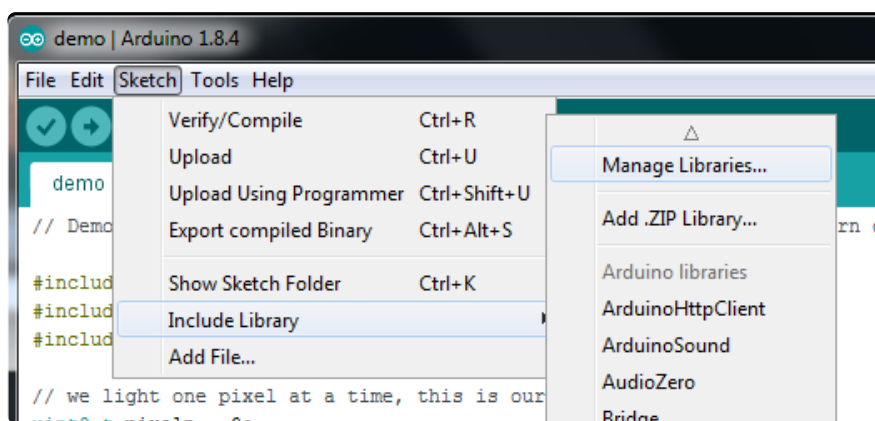 demo | Arduino 1.8.4
File Edit Sketch Tools Help
Verify/Compile Ctrl+R
Upload Ctrl+U
Upload Using Programmer Ctrl+Shift+U
Export compiled Binary Ctrl+Alt+S
Show Sketch Folder Ctrl+K
Include Library
Add File...
Manage Libraries...
Add .ZIP Library...
Arduino libraries
ArduinoHttpClient
ArduinoSound
AudioZero
Bridge
demo
// Demo
#includ
#includ
#includ
// we light one pixel at a time, this is our